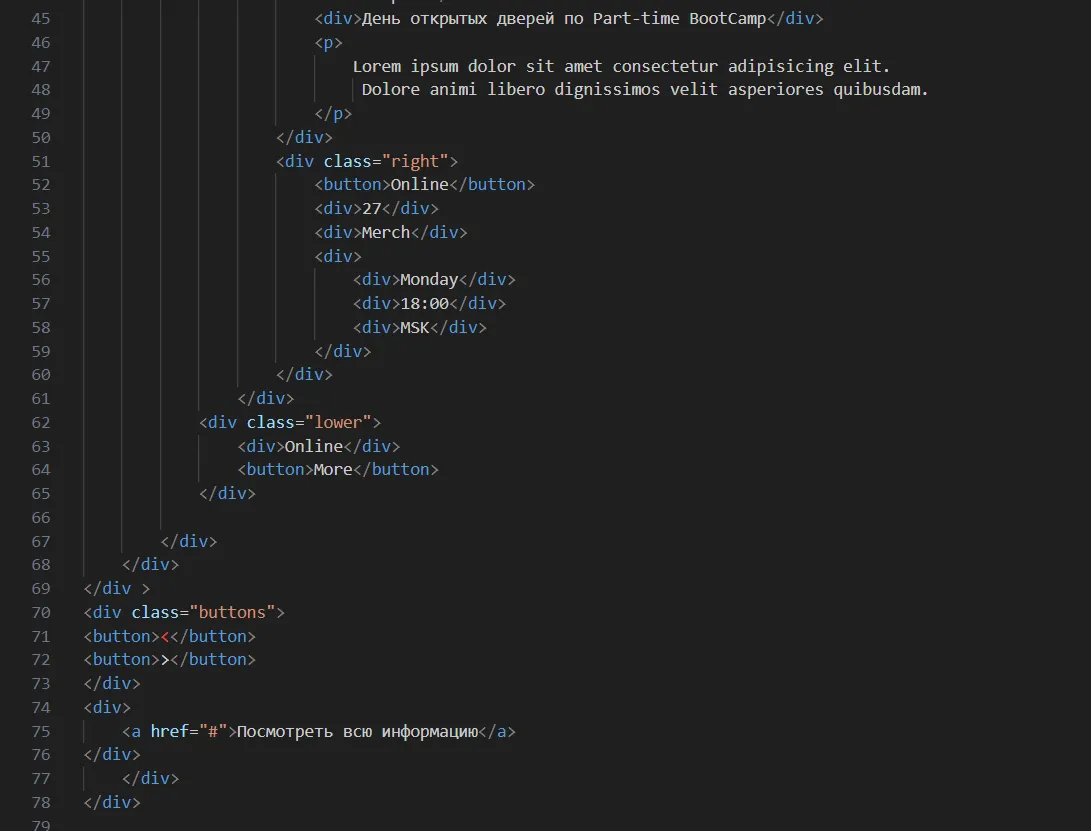 45 <div>День открытых дверей по Part-time BootCamp</div>
46 <p>
47 Lorem ipsum dolor sit amet consectetur adipisicing elit.
48 Dolore animi libero dignissimos velit asperiores quibusdam.
49 </p>
50 </div>
51 <div class="right">
52 <button>Online</button>
53 <div>27</div>
54 <div>Merch</div>
55 <div>
56 <div>Monday</div>
57 <div>18:00</div>
58 <div>MSK</div>
59 </div>
60 </div>
61 </div>
62 <div class="lower">
63 <div>Online</div>
64 <button>More</button>
65 </div>
66
67 </div>
68 </div>
69 </div >
70 <div class="buttons">
71 <button><</button>
72 <button>></button>
73 </div>
74 <div>
75 <a href="#">Посмотреть всю информацию</a>
76 </div>
77 </div>
78 </div>
79